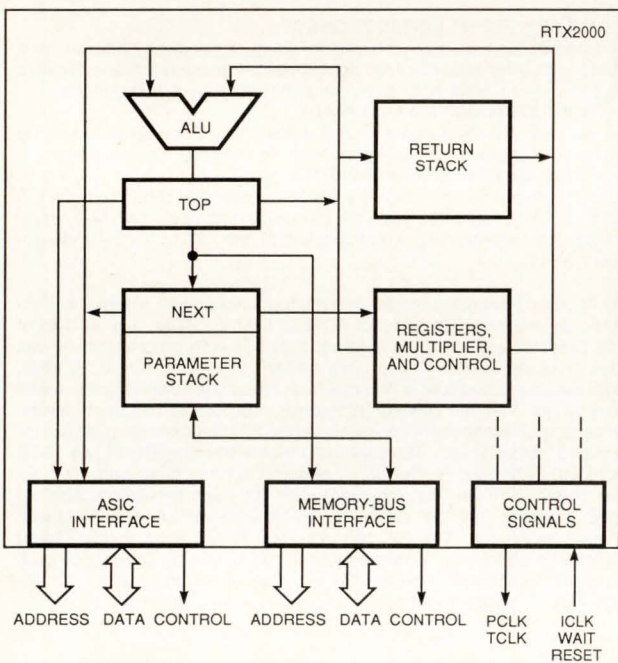 RTX2000
ALU
RETURN
STACK
TOP
NEXT
PARAMETER
STACK
REGISTERS,
MULTIPLIER,
AND CONTROL
ASIC
INTERFACE
MEMORY-BUS
INTERFACE
CONTROL
SIGNALS
ADDRESS DATA CONTROL
ADDRESS DATA CONTROL
PCLK
TCLK
ICLK
WAIT
RESET